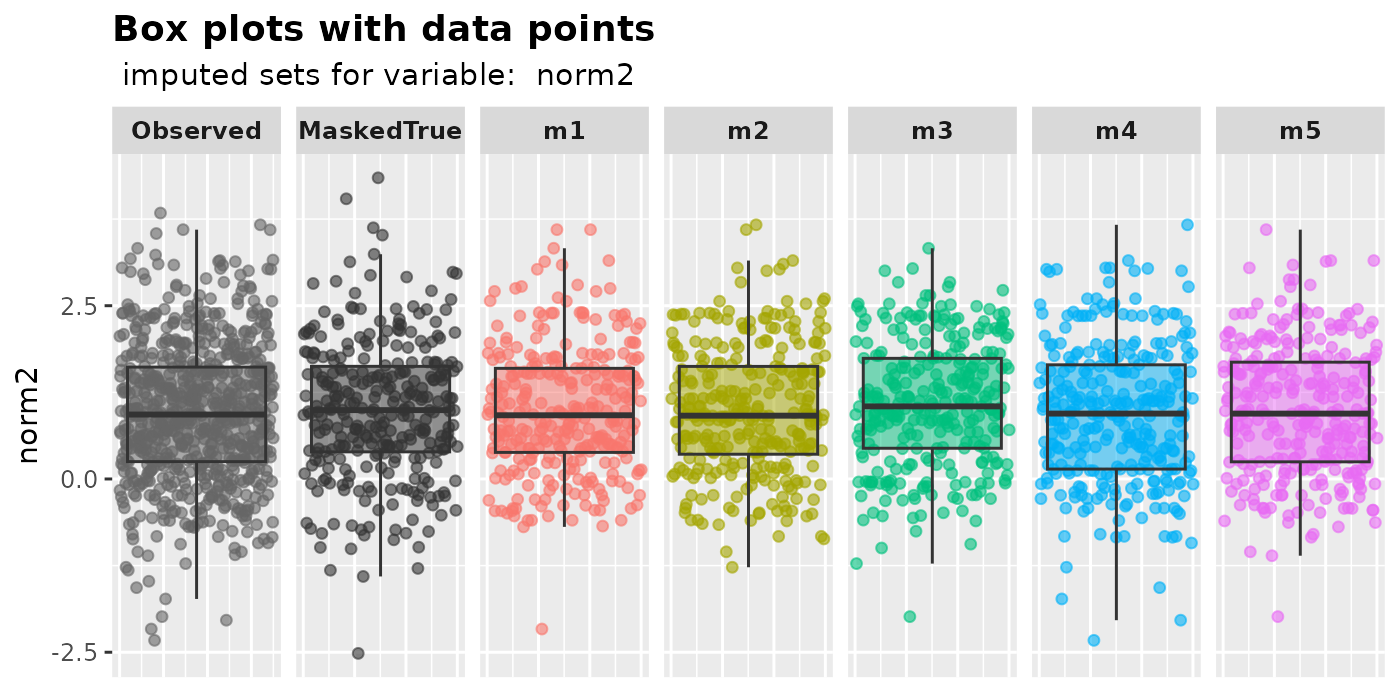 Box plots with data points
imputed sets for variable:  norm2
Observed MaskedTrue m1 m2 m3 m4 m5
norm2
2.5
0.0
-2.5